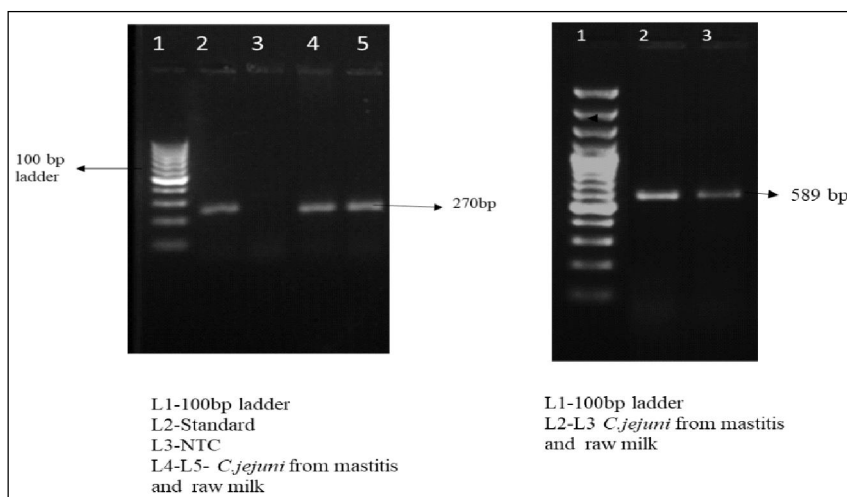 1 2 3 4 5
100 bp
ladder
270bp
L1-100bp ladder
L2-Standard
L3-NTC
L4-L5- C.jejuni from mastitis
and raw milk
1 2 3
589 bp
L1-100bp ladder
L2-L3 C.jejuni from mastitis
and raw milk